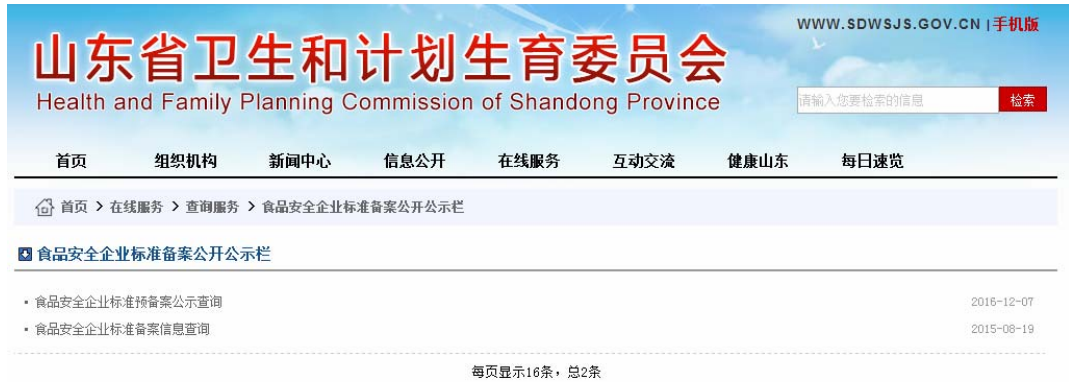 WWW.SDWSJS.GOV.CN |手机版
山东省卫生和计划生育委员会
Health and Family Planning Commission of Shandong Province
请输入您要检索的信息 检索
首页 组织机构 新闻中心 信息公开 在线服务 互动交流 健康山东 每日速览
首页 > 在线服务 > 查询服务 > 食品安全企业标准备案公开公示栏
食品安全企业标准备案公开公示栏
▪ 食品安全企业标准预备案公示查询 2016-12-07
▪ 食品安全企业标准备案信息查询 2015-08-19
每页显示16条，总2条